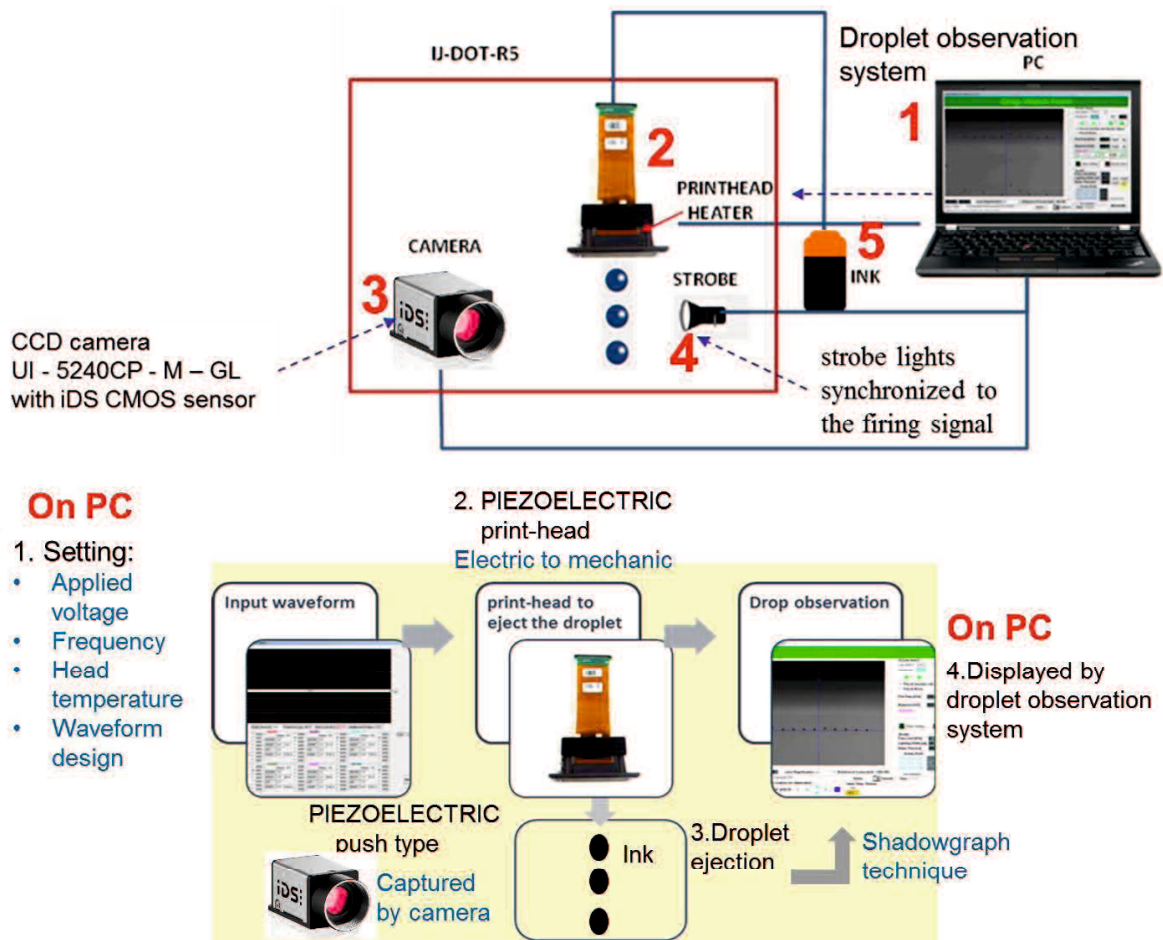 IJ-DOT-R5
Droplet observation
system
PC
1
2
PRINTHEAD
HEATER
CAMERA
3
iDS:
5
INK
STROBE
4
CCD camera
UI - 5240CP - M – GL
with iDS CMOS sensor
strobe lights
synchronized to
the firing signal
On PC
1. Setting:
• Applied
voltage
• Frequency
• Head
temperature
• Waveform
design
2. PIEZOELECTRIC
print-head
Electric to mechanic
Input waveform
print-head to
eject the droplet
Drop observation
On PC
4.Displayed by
droplet observation
system
PIEZOELECTRIC
push type
iDS:
Captured
by camera
Ink
3.Droplet
ejection
Shadowgraph
technique